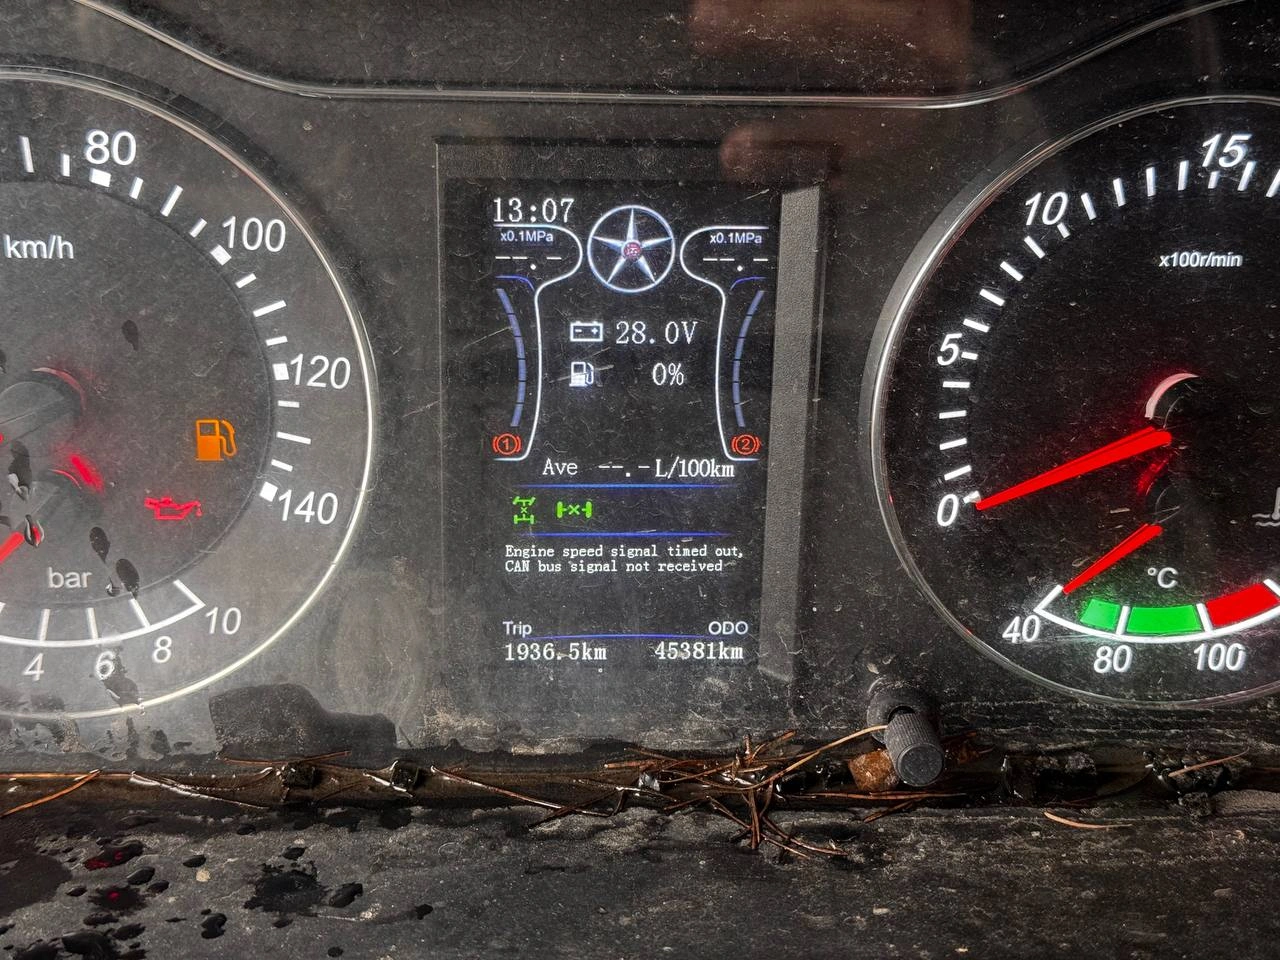 80
100
km/h
120
140
bar
4
6
8
10
13:07
x0.1MPa
x0.1MPa
--.-
--.-
28.0V
0%
1
2
Ave --.- L/100km
Engine speed signal timed out,
CAN bus signal not received
Trip
ODO
1936.5km
45381km
15
10
x100r/min
5
0
°C
40
80
100